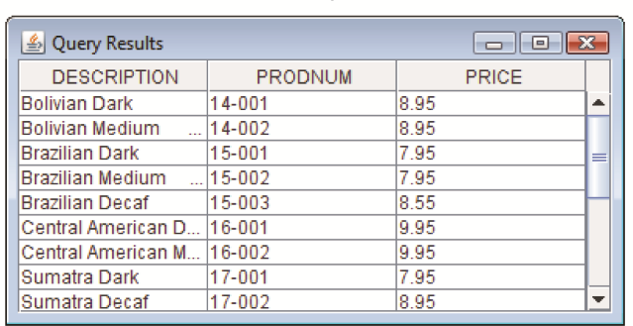 Query Results
DESCRIPTION PRODNUM PRICE
Bolivian Dark 14-001 8.95
Bolivian Medium ... 14-002 8.95
Brazilian Dark 15-001 7.95
Brazilian Medium ... 15-002 7.95
Brazilian Decaf 15-003 8.55
Central American D... 16-001 9.95
Central American M... 16-002 9.95
Sumatra Dark 17-001 7.95
Sumatra Decaf 17-002 8.95